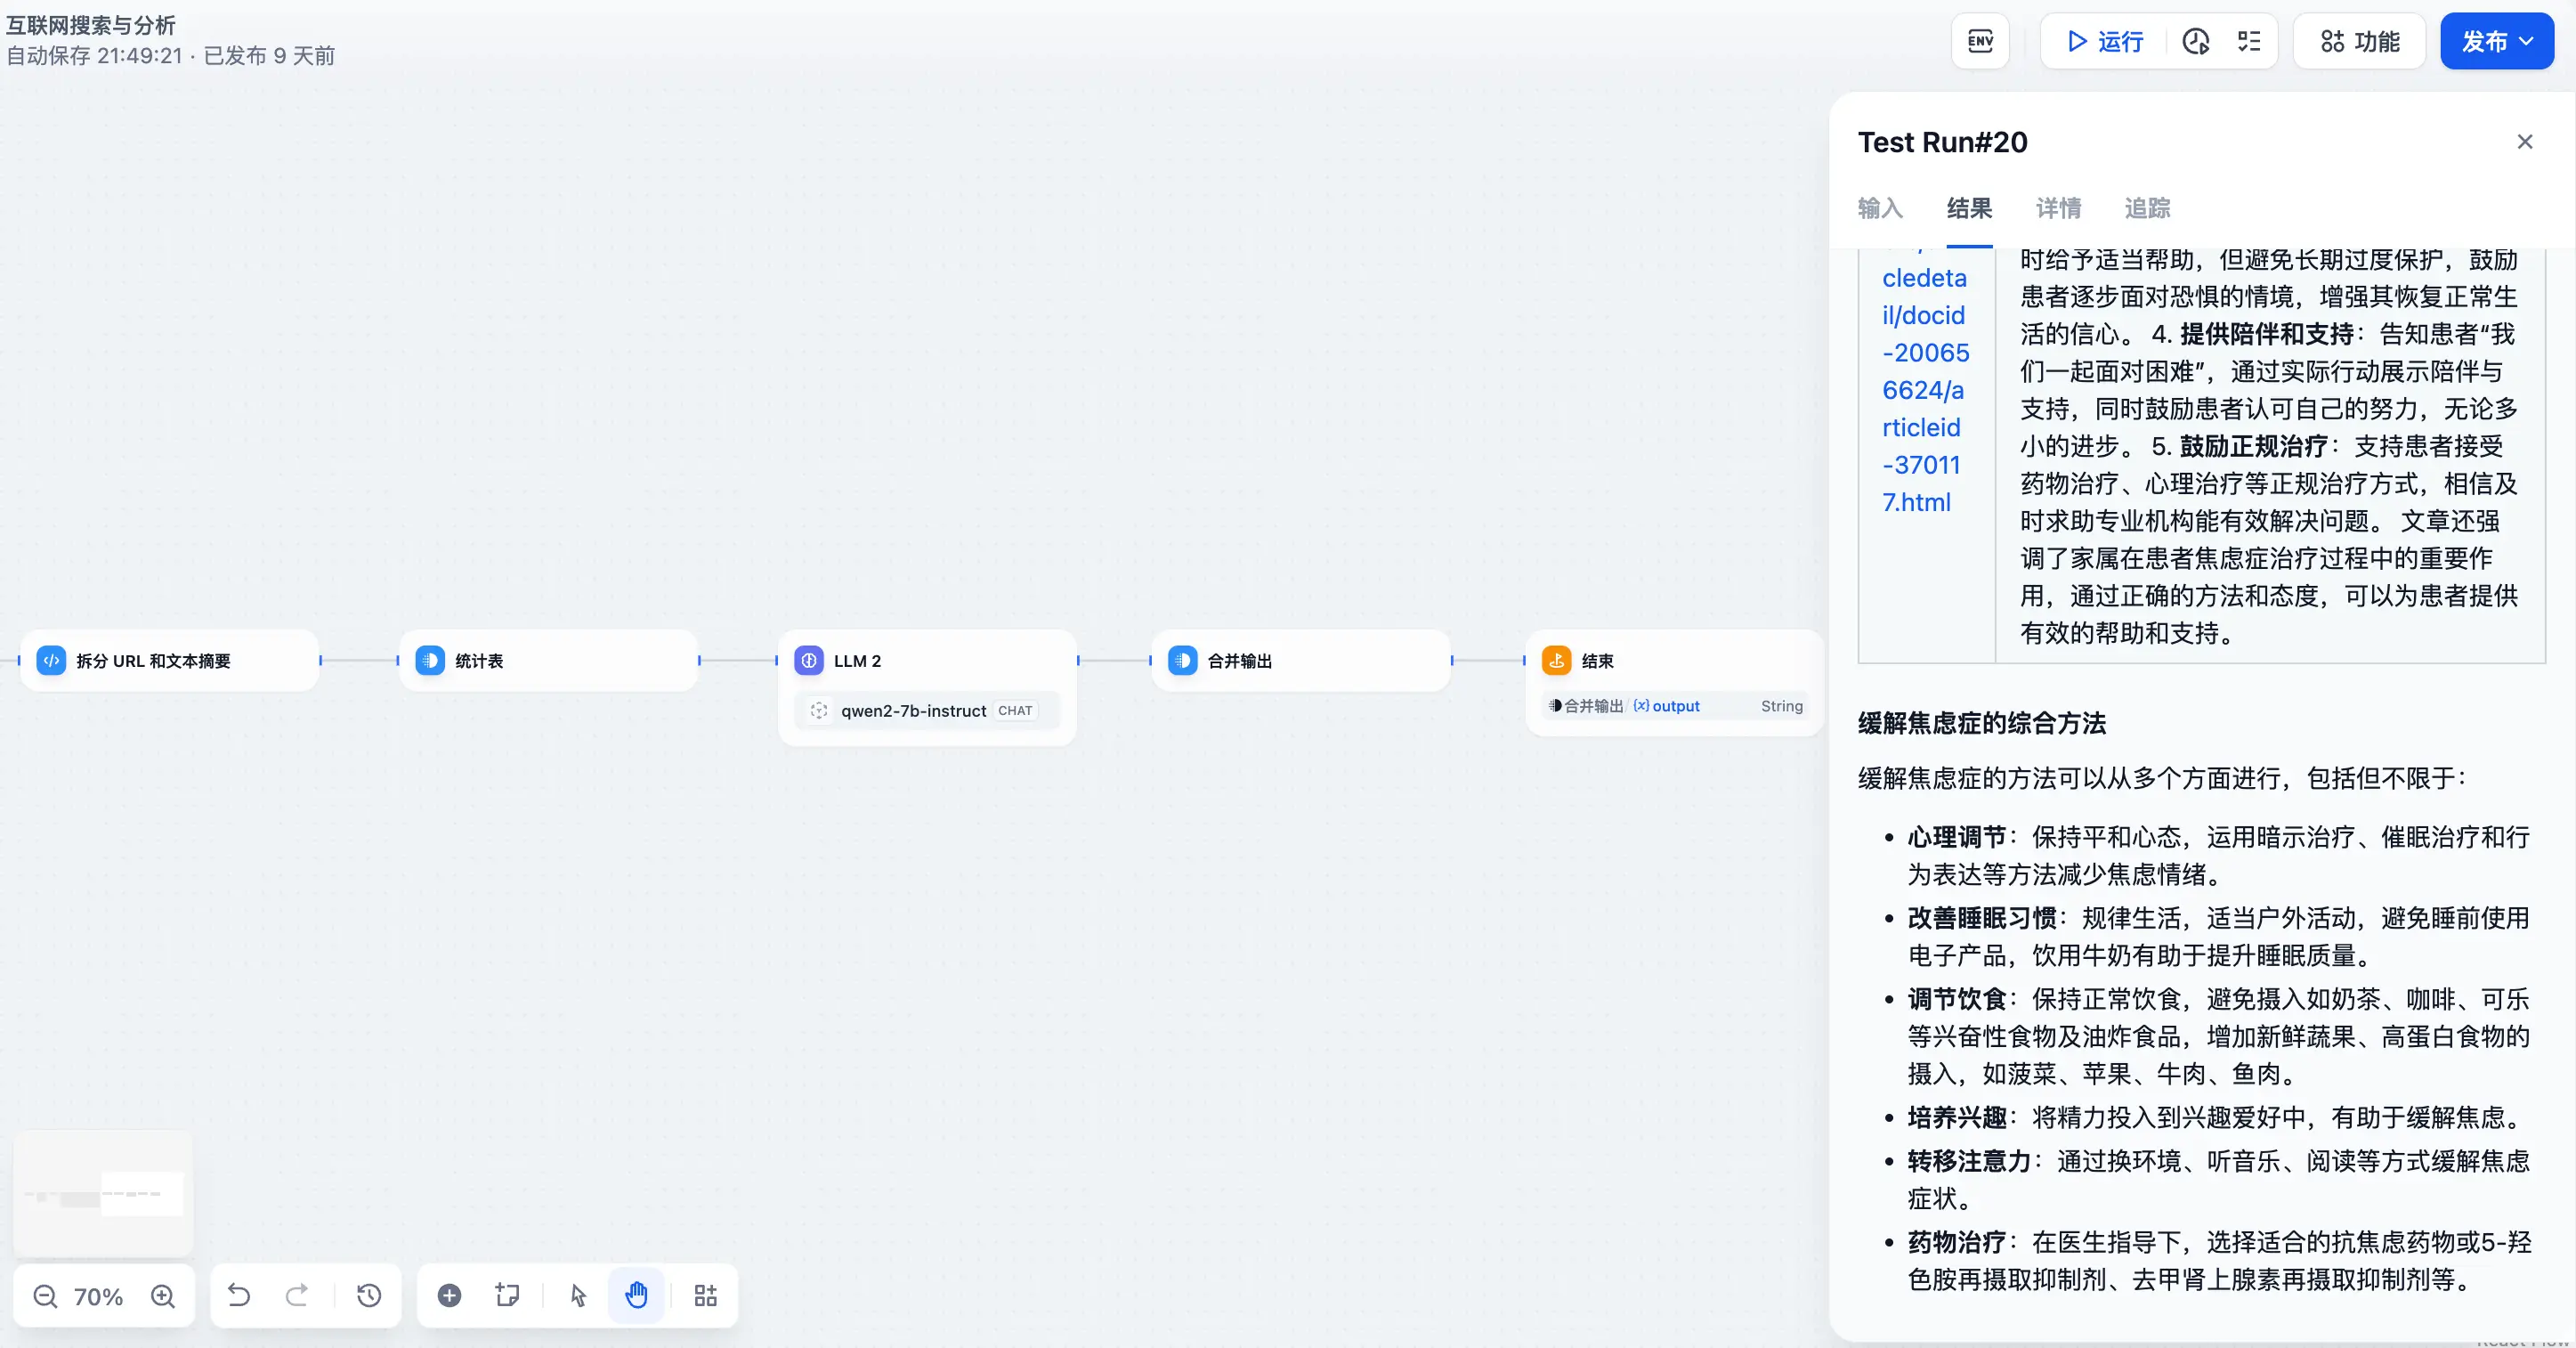 互联网搜索与分析
自动保存 21:49:21 · 已发布 9 天前
ENV
运行
功能
发布
Test Run#20
输入
结果
详情
追踪
cledeta
il/docid
-20065
6624/a
rticleid
-37011
7.html
时给予适当帮助，但避免长期过度保护，鼓励
患者逐步面对恐惧的情境，增强其恢复正常生
活的信心。 4. 提供陪伴和支持：告知患者“我
们一起面对困难”，通过实际行动展示陪伴与
支持，同时鼓励患者认可自己的努力，无论多
小的进步。 5. 鼓励正规治疗：支持患者接受
药物治疗、心理治疗等正规治疗方式，相信及
时求助专业机构能有效解决问题。 文章还强
调了家属在患者焦虑症治疗过程中的重要作
用，通过正确的方法和态度，可以为患者提供
有效的帮助和支持。
缓解焦虑症的综合方法
缓解焦虑症的方法可以从多个方面进行，包括但不限于：
• 心理调节：保持平和心态，运用暗示治疗、催眠治疗和行
为表达等方法减少焦虑情绪。
• 改善睡眠习惯：规律生活，适当户外活动，避免睡前使用
电子产品，饮用牛奶有助于提升睡眠质量。
• 调节饮食：保持正常饮食，避免摄入如奶茶、咖啡、可乐
等兴奋性食物及油炸食品，增加新鲜蔬果、高蛋白食物的
摄入，如菠菜、苹果、牛肉、鱼肉。
• 培养兴趣：将精力投入到兴趣爱好中，有助于缓解焦虑。
• 转移注意力：通过换环境、听音乐、阅读等方式缓解焦虑
症状。
• 药物治疗：在医生指导下，选择适合的抗焦虑药物或5-羟
色胺再摄取抑制剂、去甲肾上腺素再摄取抑制剂等。
拆分 URL 和文本摘要
统计表
LLM 2
qwen2-7b-instruct CHAT
合并输出
结束
合并输出 / {x} output String
70%
React Flow